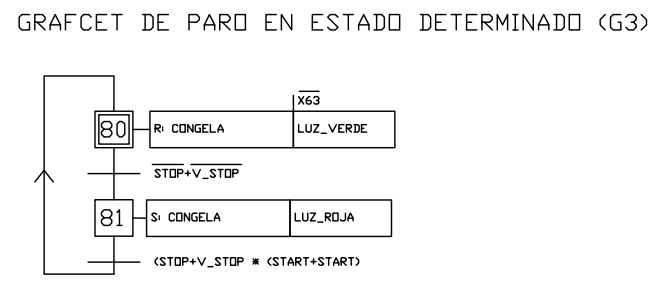 GRAFCET DE PARO EN ESTADO DETERMINADO (G3)
X63
80 R: CONGELA LUZ_VERDE
STOP+V_STOP
81 S: CONGELA LUZ_ROJA
(STOP+V_STOP * (START+START)